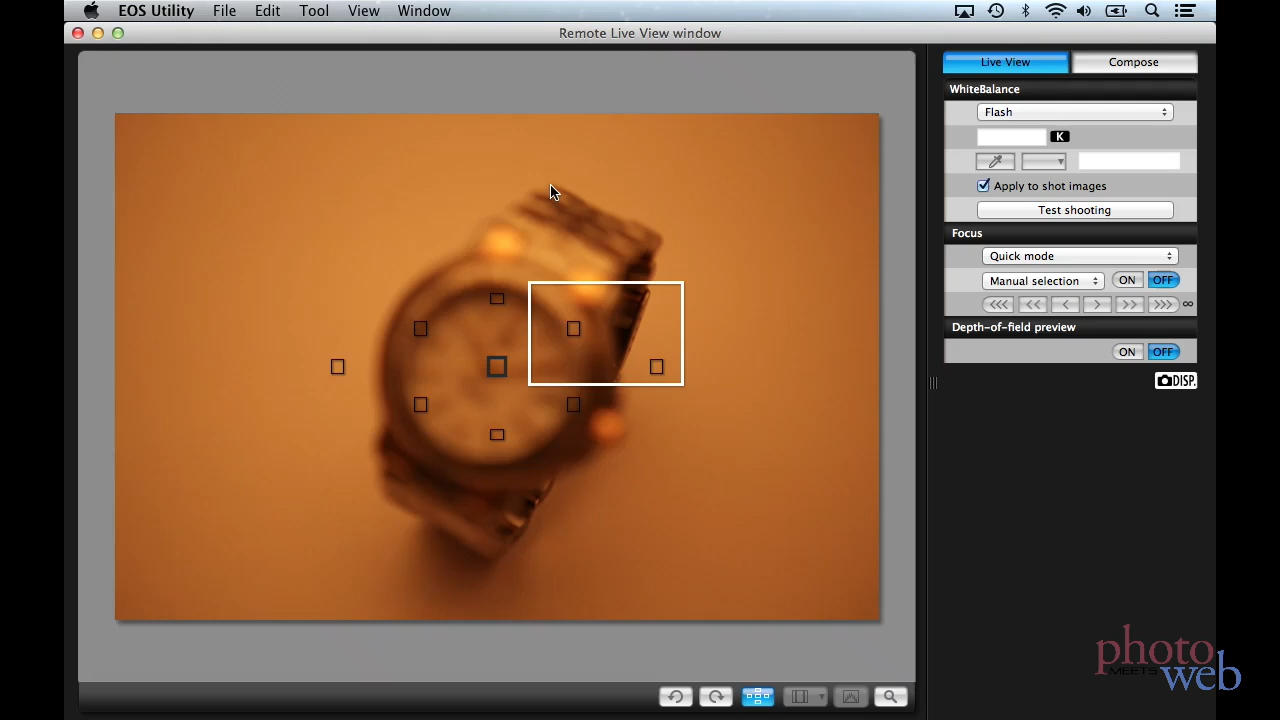 EOS Utility File Edit Tool View Window
Remote Live View window
Live View Compose
WhiteBalance
Flash
K
Apply to shot images
Test shooting
Focus
Quick mode
Manual selection ON OFF
<<< << < > >> >>> ∞
Depth-of-field preview
ON OFF
DISP.
photo
MEETS
web